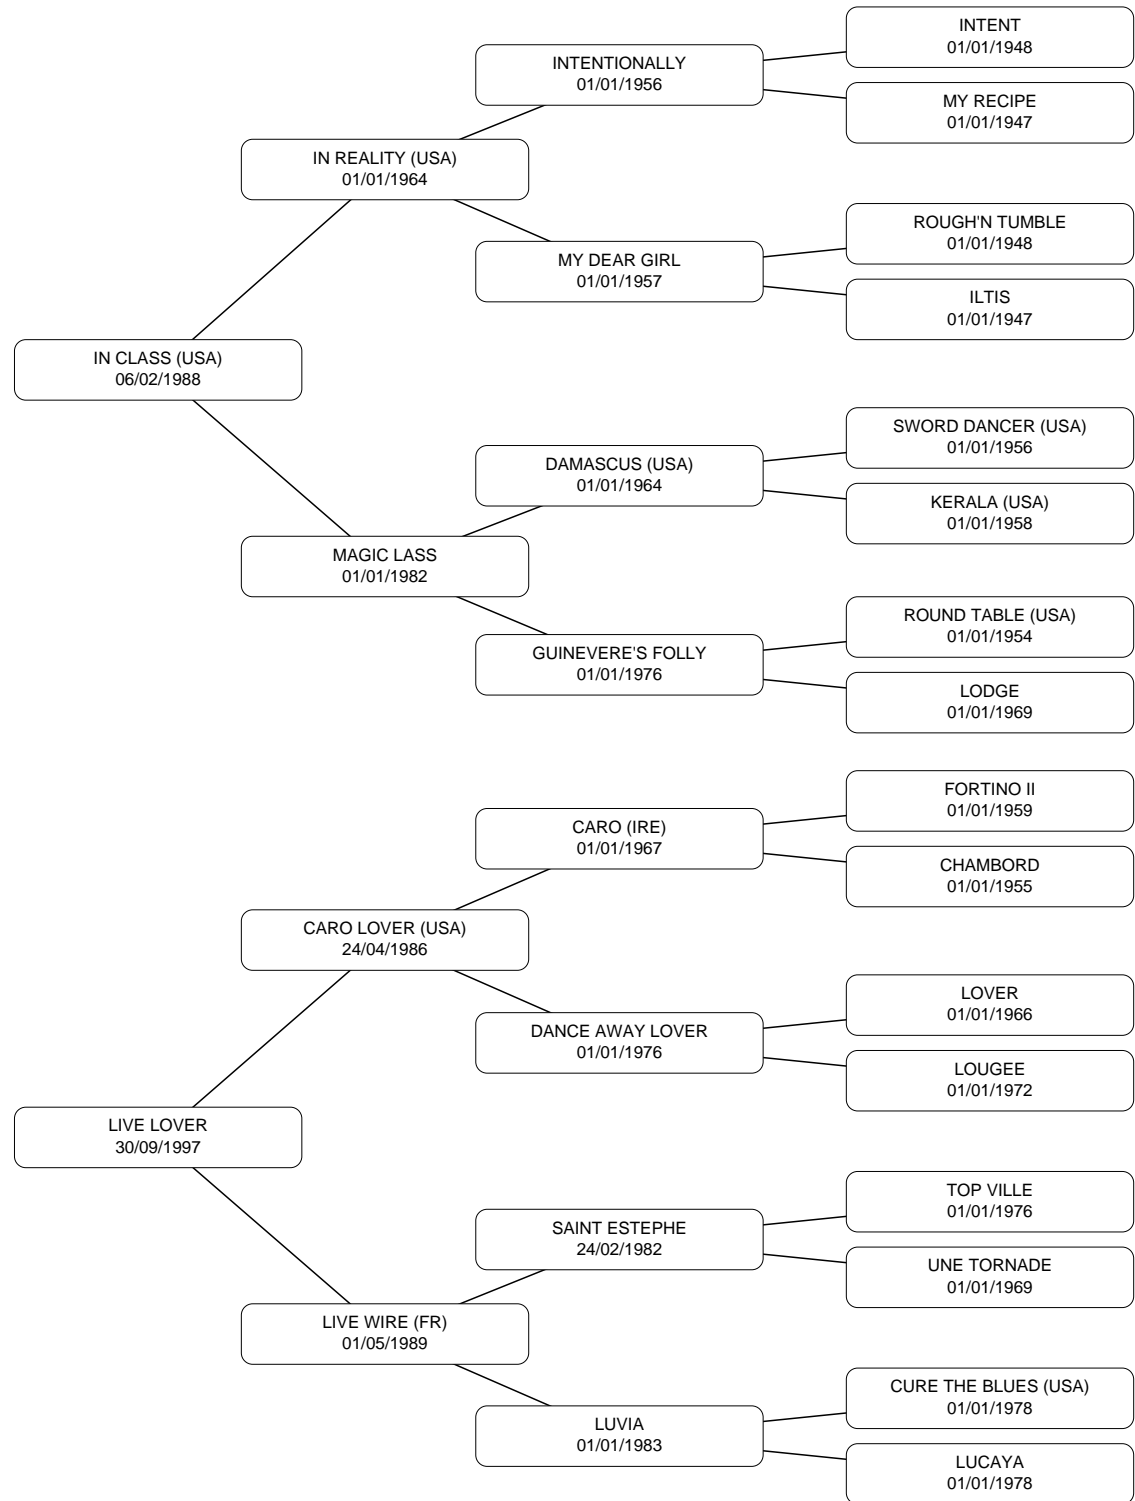 INTENT
01/01/1948
INTENTIONALLY
01/01/1956
MY RECIPE
01/01/1947
IN REALITY (USA)
01/01/1964
ROUGH'N TUMBLE
01/01/1948
MY DEAR GIRL
01/01/1957
ILTIS
01/01/1947
IN CLASS (USA)
06/02/1988
SWORD DANCER (USA)
01/01/1956
DAMASCUS (USA)
01/01/1964
KERALA (USA)
01/01/1958
MAGIC LASS
01/01/1982
ROUND TABLE (USA)
01/01/1954
GUINEVERE'S FOLLY
01/01/1976
LODGE
01/01/1969
FORTINO II
01/01/1959
CARO (IRE)
01/01/1967
CHAMBORD
01/01/1955
CARO LOVER (USA)
24/04/1986
LOVER
01/01/1966
DANCE AWAY LOVER
01/01/1976
LOUGEE
01/01/1972
LIVE LOVER
30/09/1997
TOP VILLE
01/01/1976
SAINT ESTEPHE
24/02/1982
UNE TORNADE
01/01/1969
LIVE WIRE (FR)
01/05/1989
CURE THE BLUES (USA)
01/01/1978
LUVIA
01/01/1983
LUCAYA
01/01/1978